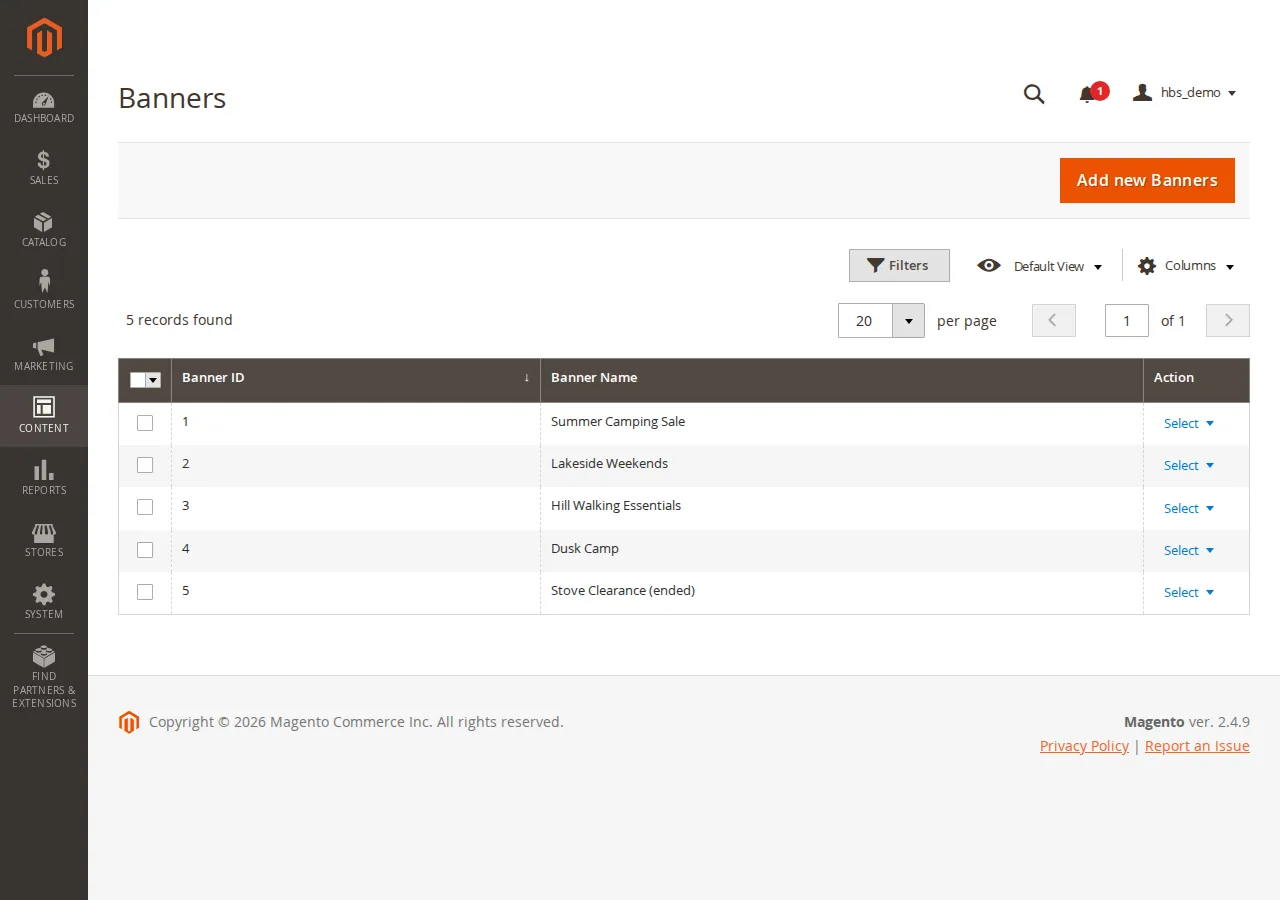 DASHBOARD
SALES
CATALOG
CUSTOMERS
MARKETING
CONTENT
REPORTS
STORES
SYSTEM
FIND
PARTNERS &
EXTENSIONS
Banners
1
hbs_demo
Add new Banners
Filters
Default View
Columns
5 records found
20
per page
1
of 1
Banner ID ↓ Banner Name Action
1 Summer Camping Sale Select
2 Lakeside Weekends Select
3 Hill Walking Essentials Select
4 Dusk Camp Select
5 Stove Clearance (ended) Select
Copyright © 2026 Magento Commerce Inc. All rights reserved.
Magento ver. 2.4.9
Privacy Policy | Report an Issue